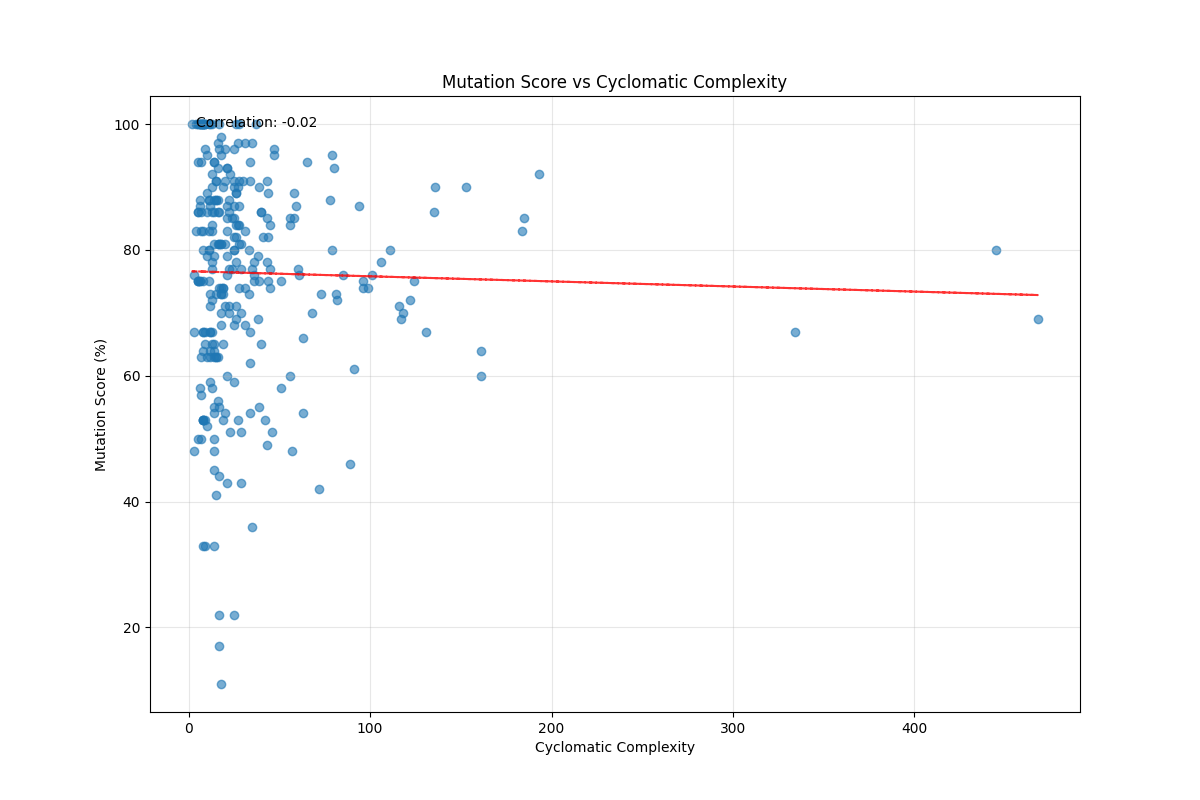 Mutation Score vs Cyclomatic Complexity
Correlation: -0.02
100
80
60
40
20
Mutation Score (%)
0
100
200
300
400
Cyclomatic Complexity